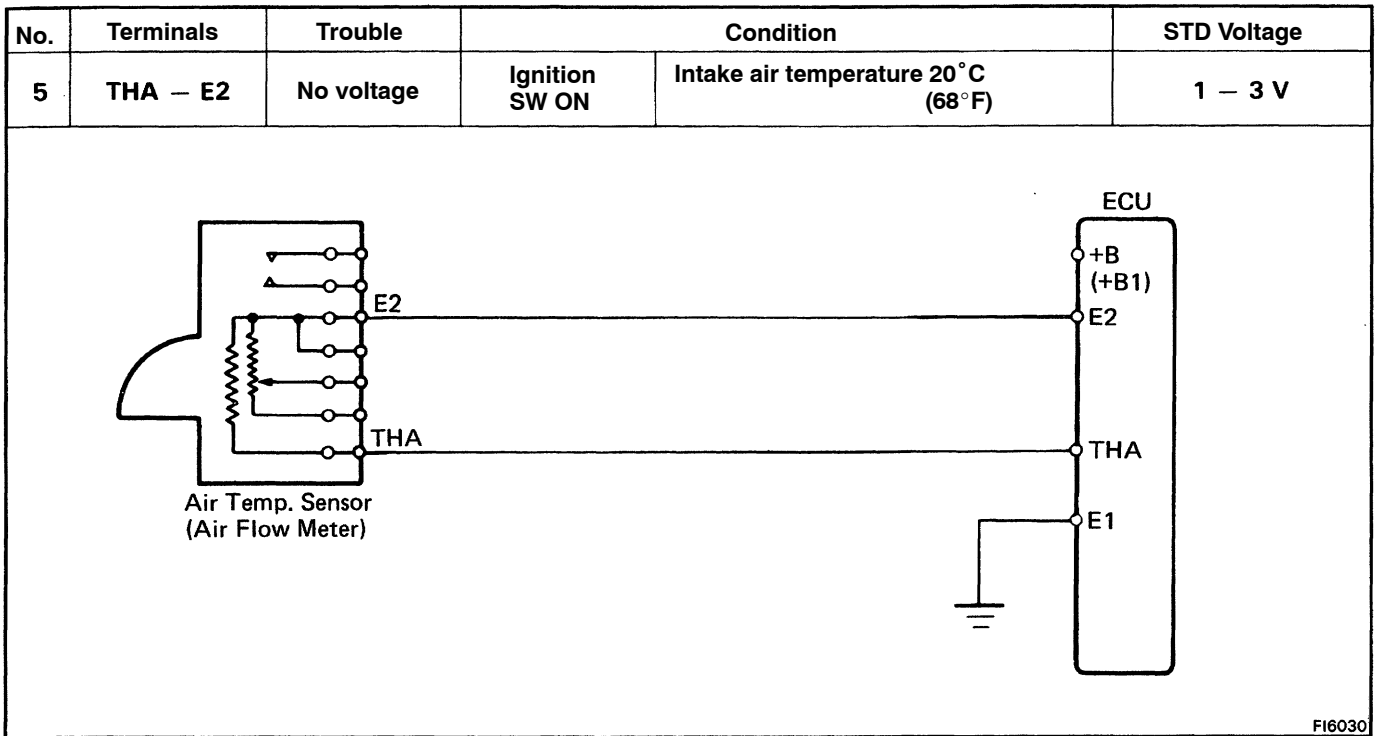 No. Terminals Trouble Condition STD Voltage
5 THA — E2 No voltage Ignition SW ON Intake air temperature 20°C (68°F) 1 — 3 V
ECU
+B
(+B1)
E2
E2
THA
THA
E1
Air Temp. Sensor
(Air Flow Meter)
FI6030